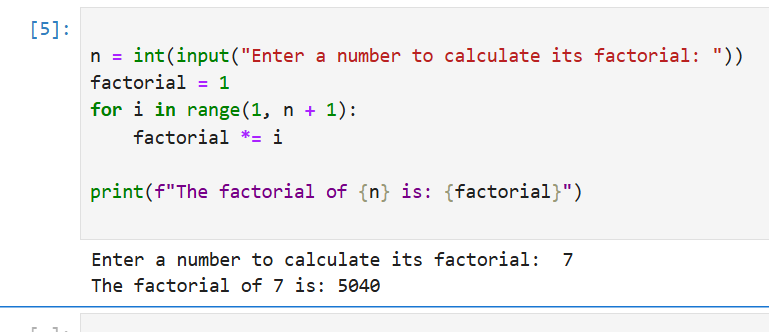 [5]:
n = int(input("Enter a number to calculate its factorial: "))
factorial = 1
for i in range(1, n + 1):
    factorial *= i
print(f"The factorial of {n} is: {factorial}")
Enter a number to calculate its factorial:  7
The factorial of 7 is: 5040
[ ]: